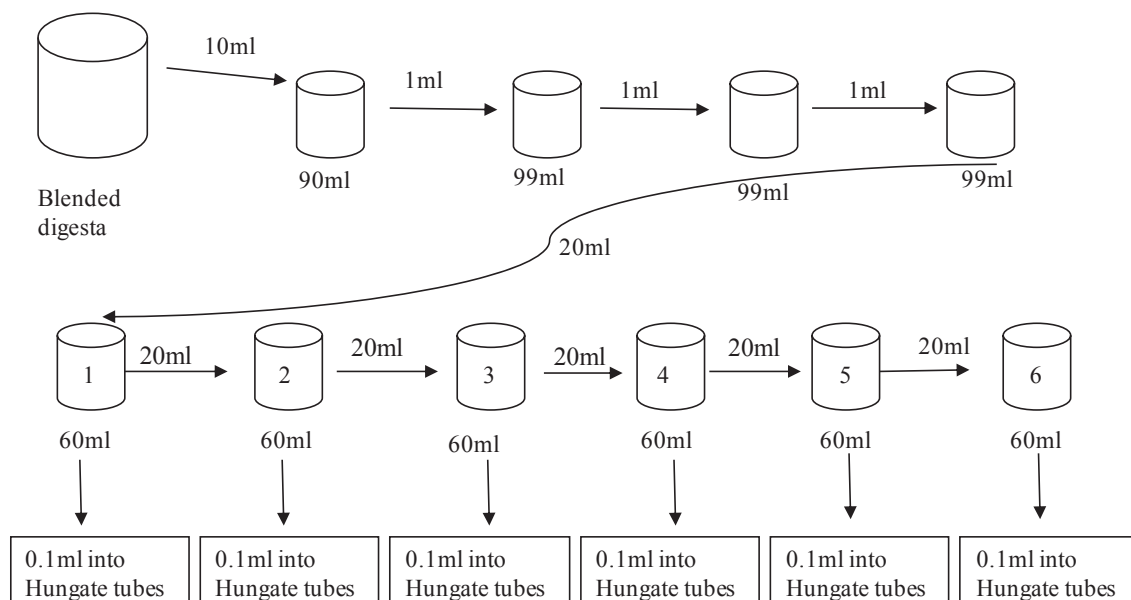 10ml
1ml
1ml
1ml
90ml
99ml
99ml
99ml
Blended
digesta
20ml
20ml
20ml
20ml
20ml
20ml
1
2
3
4
5
6
60ml
60ml
60ml
60ml
60ml
60ml
0.1ml into
Hungate tubes
0.1ml into
Hungate tubes
0.1ml into
Hungate tubes
0.1ml into
Hungate tubes
0.1ml into
Hungate tubes
0.1ml into
Hungate tubes